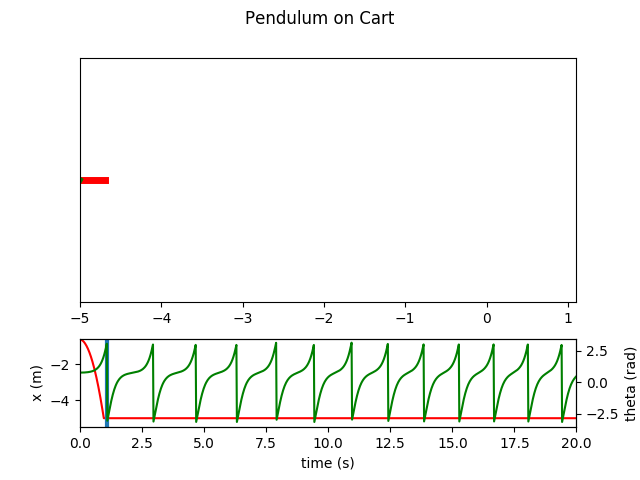 Pendulum on Cart
−5 −4 −3 −2 −1 0 1
−2
−4
x (m)
2.5
0.0
−2.5
theta (rad)
0.0 2.5 5.0 7.5 10.0 12.5 15.0 17.5 20.0
time (s)